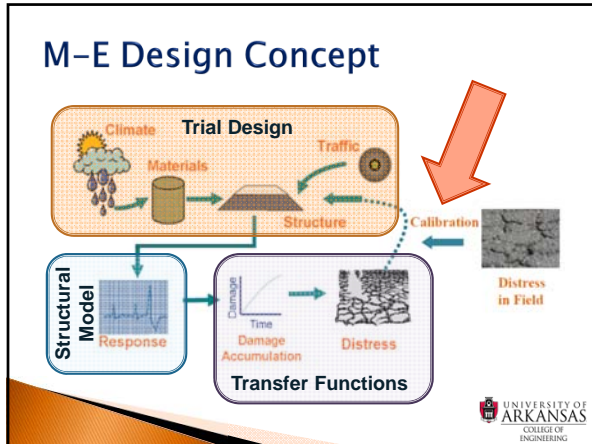 M-E Design Concept
Trial Design
Climate
Traffic
Materials
Structure
Calibration
Distress
in Field
Structural
Model
Response
Damage
Time
Damage
Accumulation
Distress
Transfer Functions
UNIVERSITY OF
ARKANSAS
COLLEGE OF
ENGINEERING